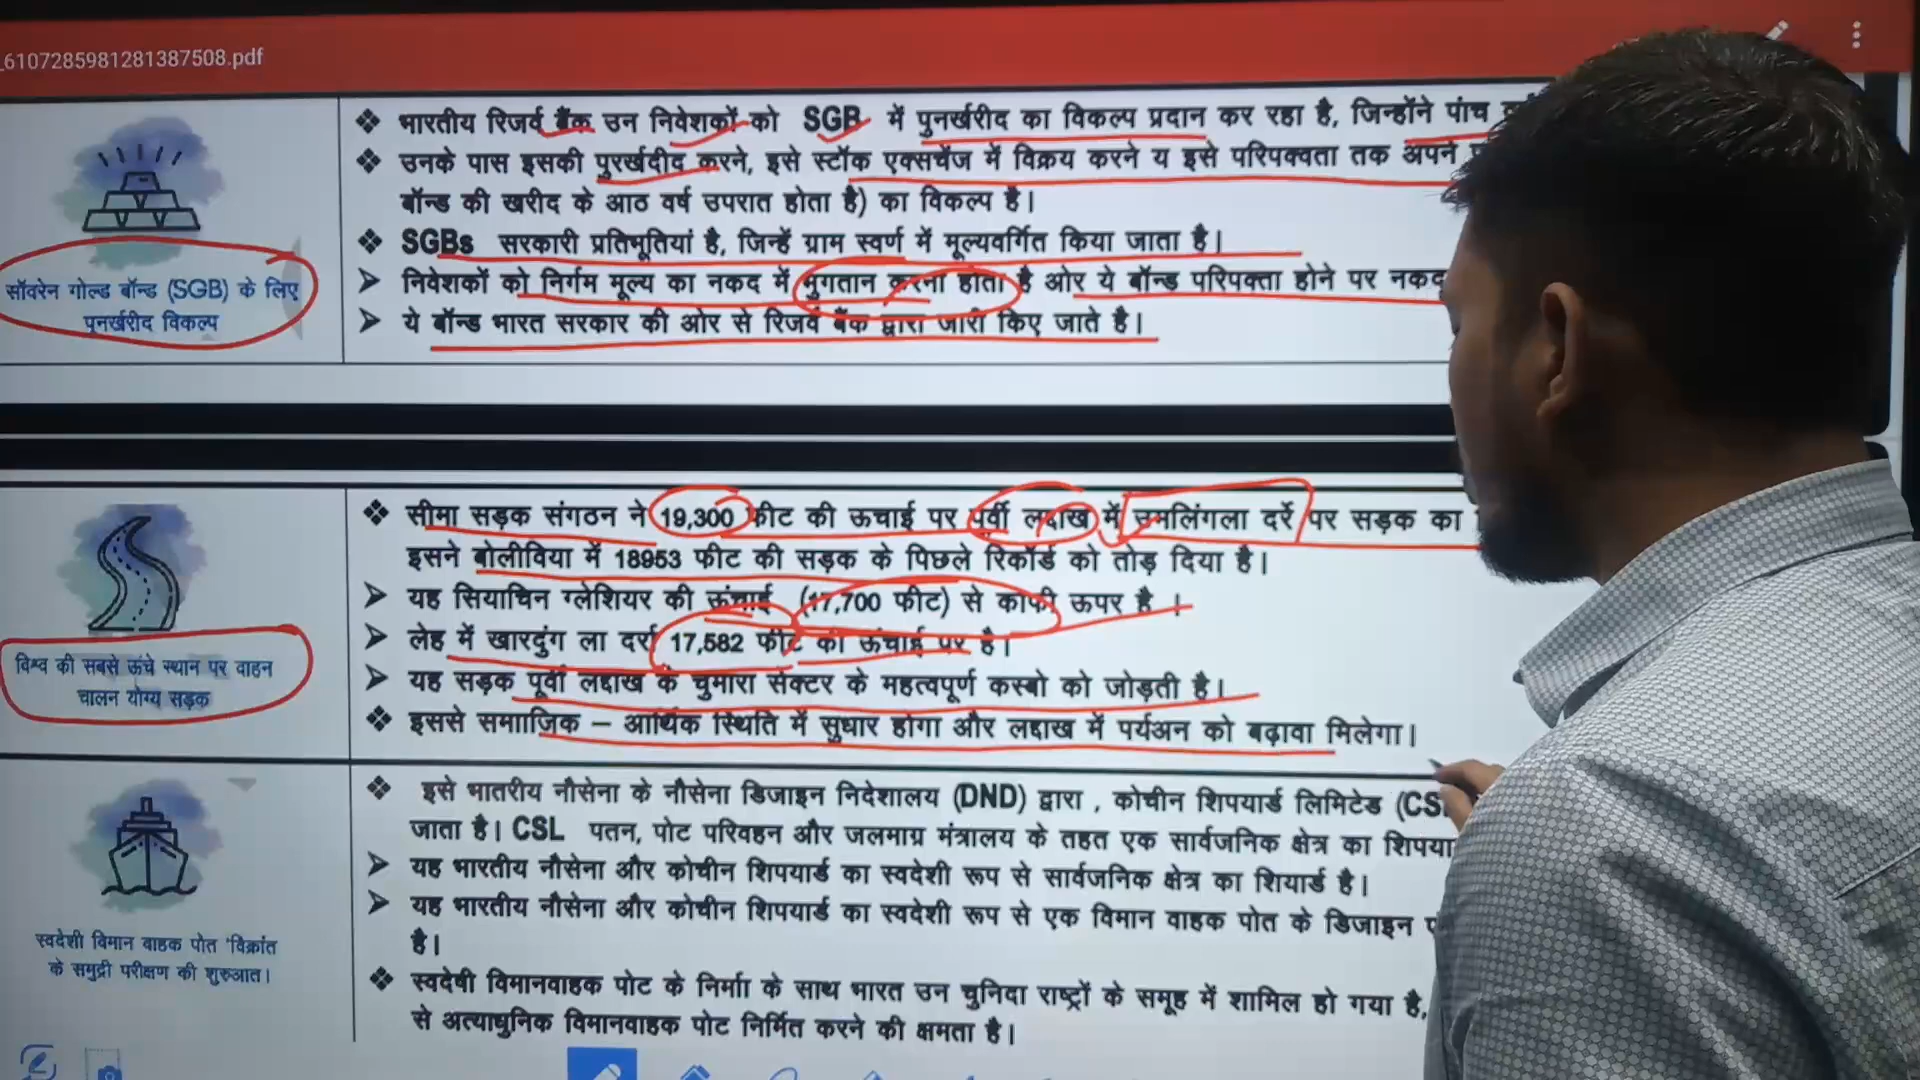 _6107285981281387508.pdf
❖ भारतीय रिजर्व बैंक उन निवेशकों को SGB में पुनर्खरीद का विकल्प प्रदान कर रहा है, जिन्होंने पांच
❖ उनके पास इसकी पुरर्खदीद करने, इसे स्टॉक एक्सचेंज में विक्रय करने य इसे परिपक्वता तक अपने
बॉन्ड की खरीद के आठ वर्ष उपरात होता है) का विकल्प है।
❖ SGBs सरकारी प्रतिभूतियां है, जिन्हें ग्राम स्वर्ण में मूल्यवर्गित किया जाता है।
➤ निवेशकों को निर्गम मूल्य का नकद में भुगतान करना होता है ओर ये बॉन्ड परिपक्ता होने पर नकद
➤ ये बॉन्ड भारत सरकार की ओर से रिजर्व बैंक द्वारा जारी किए जाते है।
सॉवरेन गोल्ड बॉन्ड (SGB) के लिए
पुनर्खरीद विकल्प
❖ सीमा सड़क संगठन ने 19,300 फीट की ऊचाई पर पूर्वी लद्दाख में उमलिंगला दर्रे पर सड़क का
इसने बोलीविया में 18953 फीट की सड़क के पिछले रिकॉर्ड को तोड़ दिया है।
➤ यह सियाचिन ग्लेशियर की ऊंचाई (17,700 फीट) से काफी ऊपर है ।
➤ लेह में खारदुंग ला दर्रा 17,582 फीट की ऊंचाई पर है।
➤ यह सड़क पूर्वी लद्दाख के चुमारा सेक्टर के महत्वपूर्ण कस्बो को जोड़ती है।
❖ इससे समााजिक – आर्थिक स्थिति में सुधार होगा और लद्दाख में पर्यअन को बढ़ावा मिलेगा।
विश्व की सबसे ऊंचे स्थान पर वाहन
चालन योग्य सड़क
❖ इसे भातरीय नौसेना के नौसेना डिजाइन निदेशालय (DND) द्वारा , कोचीन शिपयार्ड लिमिटेड (CSL
जाता है। CSL पतन, पोट परिवहन और जलमाग्र मंत्रालय के तहत एक सार्वजनिक क्षेत्र का शिपया
➤ यह भारतीय नौसेना और कोचीन शिपयार्ड का स्वदेशी रूप से सार्वजनिक क्षेत्र का शियार्ड है।
➤ यह भारतीय नौसेना और कोचीन शिपयार्ड का स्वदेशी रूप से एक विमान वाहक पोत के डिजाइन
है।
❖ स्वदेषी विमानवाहक पोट के निर्माा के साथ भारत उन चुनिदा राष्ट्रों के समूह में शामिल हो गया है,
से अत्याधुनिक विमानवाहक पोट निर्मित करने की क्षमता है।
स्वदेशी विमान वाहक पोत 'विक्रांत
के समुद्री परीक्षण की शुरुआत।